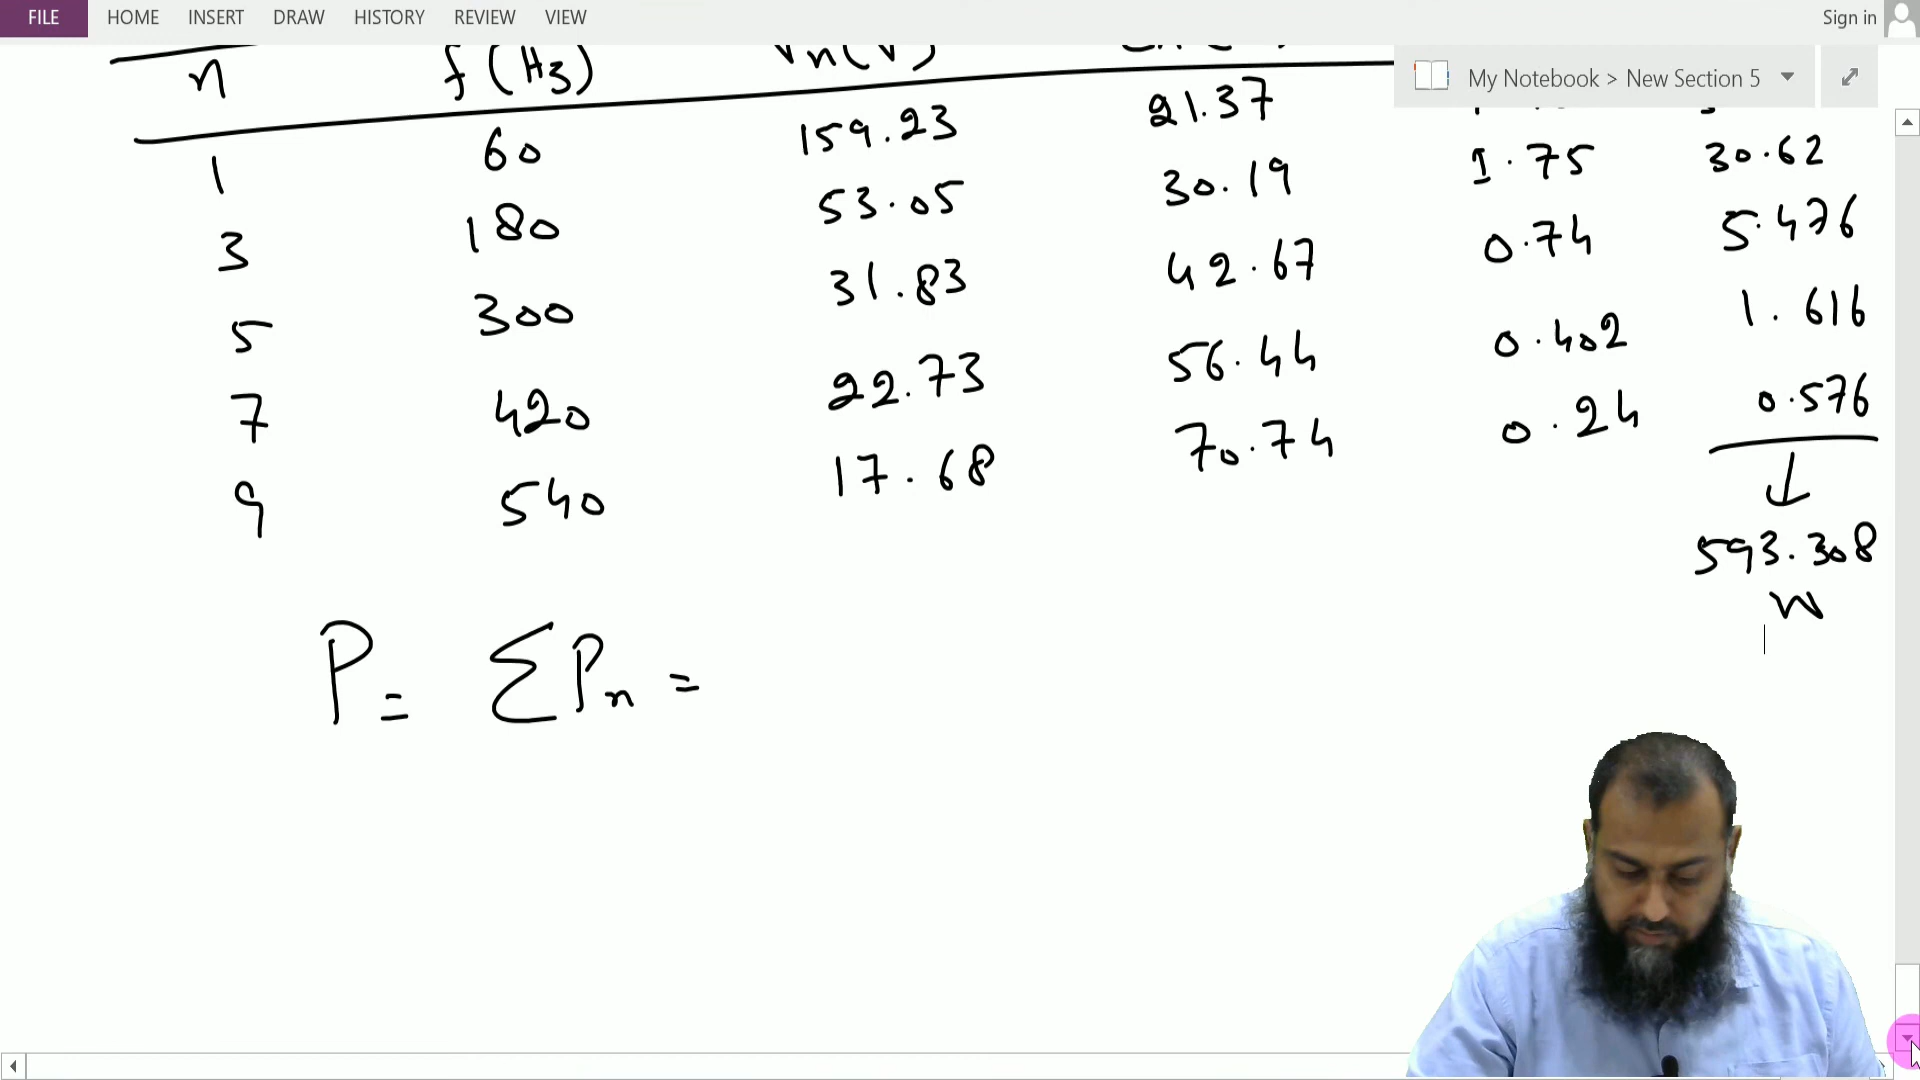 FILE HOME INSERT DRAW HISTORY REVIEW VIEW Sign in
My Notebook > New Section 5
n f (Hz) Vn(V)
1 60 159.23 21.37
3 180 53.05 30.19 1.75 30.62
5 300 31.83 42.67 0.74 5.476
7 420 22.73 56.44 0.402 1.616
9 540 17.68 70.74 0.24 0.576
↓
593.308
W
P = ΣPn =